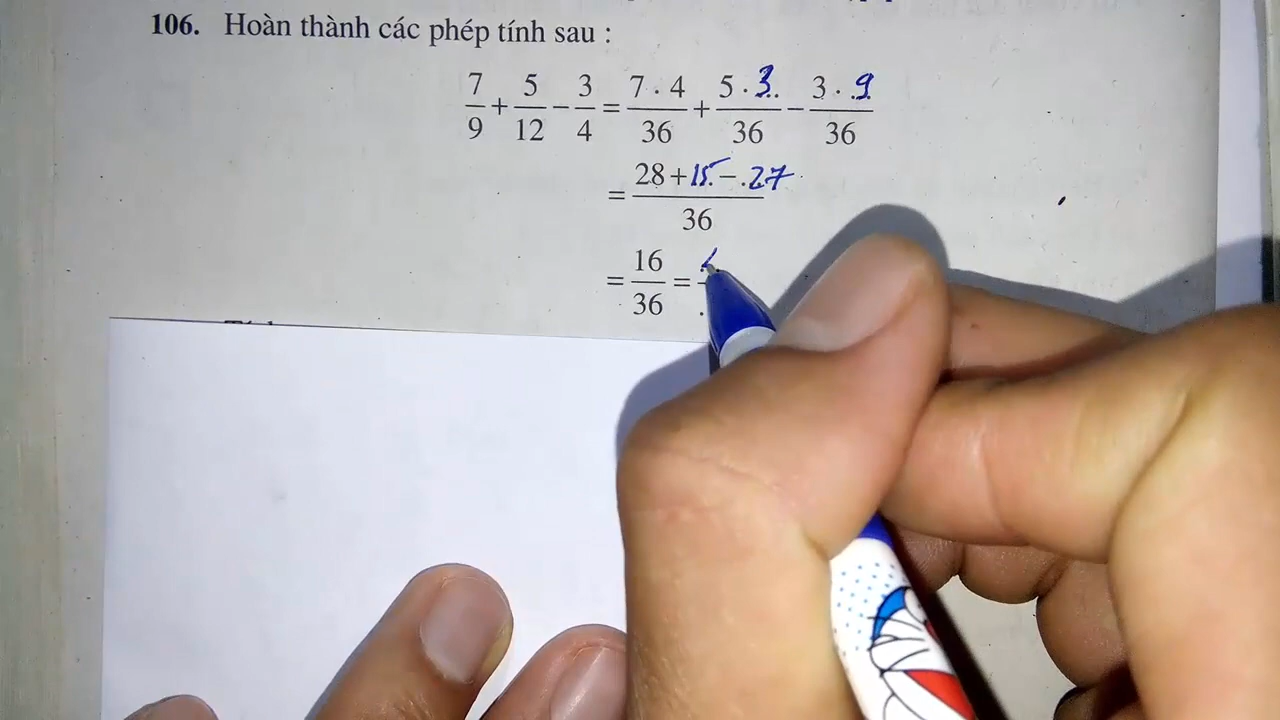 106. Hoàn thành các phép tính sau :
7/9 + 5/12 − 3/4 = 7 . 4/36 + 5 . 3/36 − 3 . 9/36
= 28 + 15 − 27/36
= 16/36 =